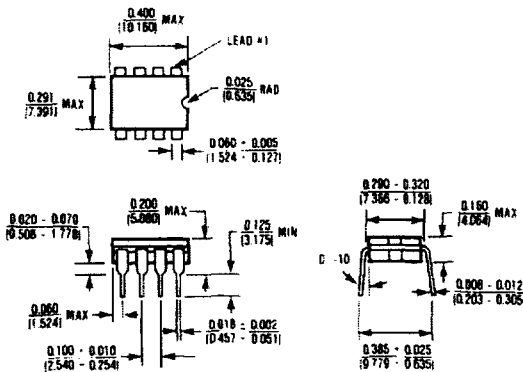 0.400
(10.160)
MAX
LEAD #1
0.291
(7.391)
MAX
0.025
(0.635)
RAD
0.060 - 0.005
(1.524 - 0.127)
0.200
(5.080)
MAX
0.125
(3.175)
MIN
0.060
(1.524)
MAX
0.018 - 0.002
(0.457 - 0.051)
0.100 - 0.010
(2.540 - 0.254)
0.290 - 0.320
0.160
(4.064)
MAX
0.008 - 0.012
(0.203 - 0.305)
0.385 + 0.025
(9.779 - 0.635)